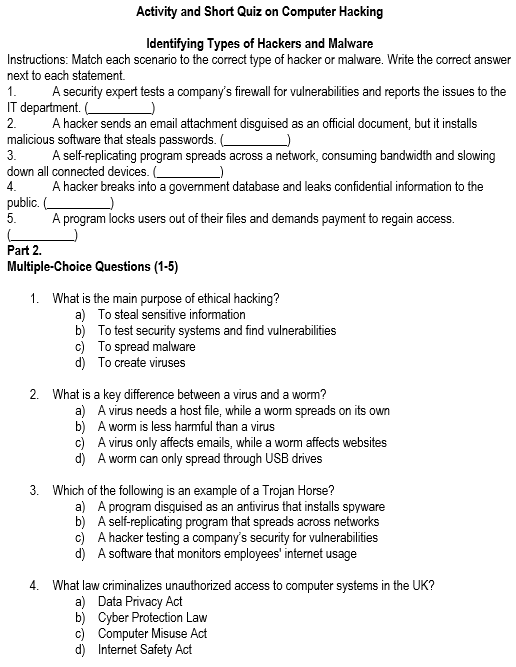 Activity and Short Quiz on Computer Hacking
Identifying Types of Hackers and Malware
Instructions: Match each scenario to the correct type of hacker or malware. Write the correct answer
next to each statement.
1. A security expert tests a company's firewall for vulnerabilities and reports the issues to the
IT department. (__________)
2. A hacker sends an email attachment disguised as an official document, but it installs
malicious software that steals passwords. (__________)
3. A self-replicating program spreads across a network, consuming bandwidth and slowing
down all connected devices. (__________)
4. A hacker breaks into a government database and leaks confidential information to the
public. (__________)
5. A program locks users out of their files and demands payment to regain access.
(__________)
Part 2.
Multiple-Choice Questions (1-5)
1. What is the main purpose of ethical hacking?
a) To steal sensitive information
b) To test security systems and find vulnerabilities
c) To spread malware
d) To create viruses
2. What is a key difference between a virus and a worm?
a) A virus needs a host file, while a worm spreads on its own
b) A worm is less harmful than a virus
c) A virus only affects emails, while a worm affects websites
d) A worm can only spread through USB drives
3. Which of the following is an example of a Trojan Horse?
a) A program disguised as an antivirus that installs spyware
b) A self-replicating program that spreads across networks
c) A hacker testing a company's security for vulnerabilities
d) A software that monitors employees' internet usage
4. What law criminalizes unauthorized access to computer systems in the UK?
a) Data Privacy Act
b) Cyber Protection Law
c) Computer Misuse Act
d) Internet Safety Act